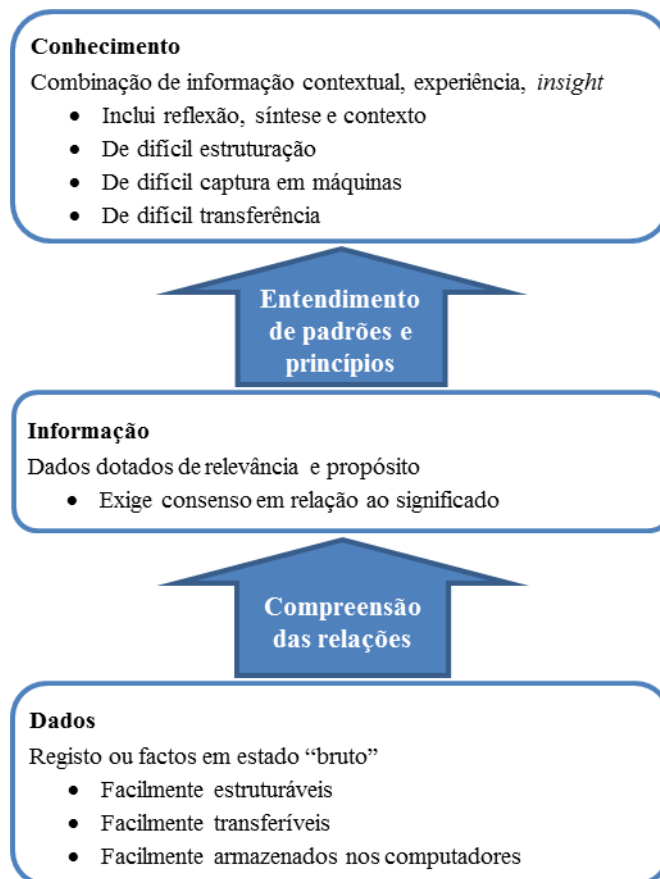 Conhecimento
Combinação de informação contextual, experiência, insight
• Inclui reflexão, síntese e contexto
• De difícil estruturação
• De difícil captura em máquinas
• De difícil transferência
Entendimento
de padrões e
princípios
Informação
Dados dotados de relevância e propósito
• Exige consenso em relação ao significado
Compreensão
das relações
Dados
Registo ou factos em estado “bruto”
• Facilmente estruturáveis
• Facilmente transferíveis
• Facilmente armazenados nos computadores